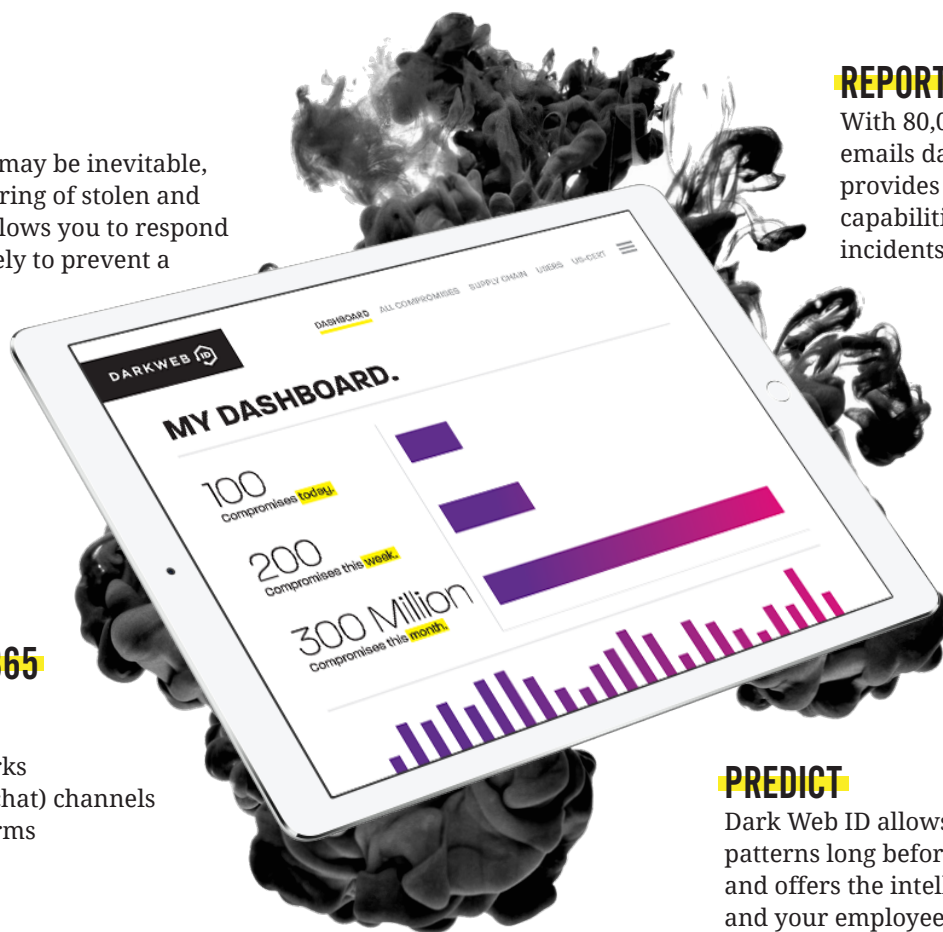 may be inevitable,
ring of stolen and
lows you to respond
ely to prevent a
REPORT
With 80,0
emails da
provides
capabiliti
incidents
DASHBOARD ALL COMPROMISES SUPPLY CHAIN USERS US-CERT
DARKWEB ID
MY DASHBOARD.
100
Compromises today.
200
Compromises this week.
300 Million
Compromises this month.
65
rks
hat) channels
rms
PREDICT
Dark Web ID allows
patterns long befor
and offers the intell
and your employee